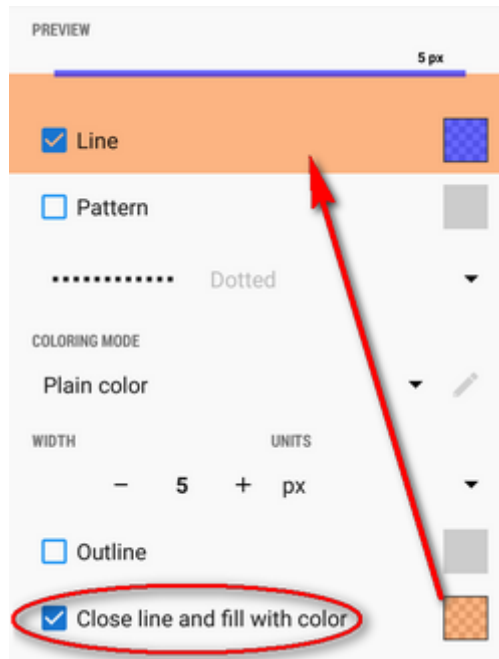 PREVIEW
5 px
Line
Pattern
Dotted
COLORING MODE
Plain color
WIDTH UNITS
− 5 + px
Outline
Close line and fill with color